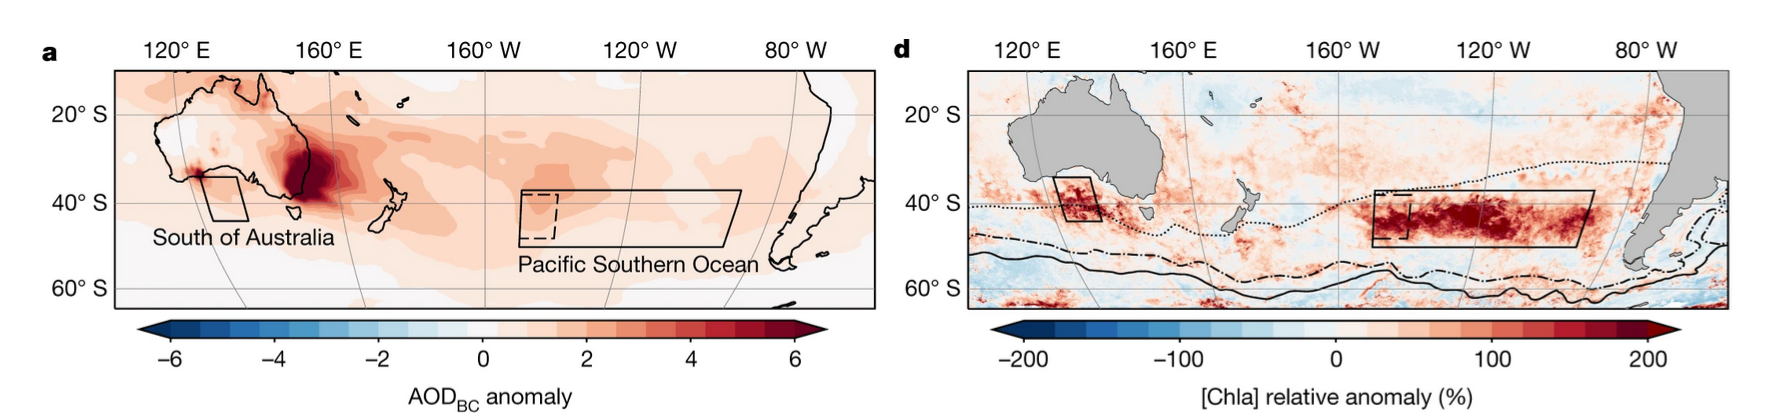 a
120° E 160° E 160° W 120° W 80° W
20° S
40° S
60° S
South of Australia
Pacific Southern Ocean
−6 −4 −2 0 2 4 6
AOD_BC anomaly
d
120° E 160° E 160° W 120° W 80° W
20° S
40° S
60° S
−200 −100 0 100 200
[Chla] relative anomaly (%)